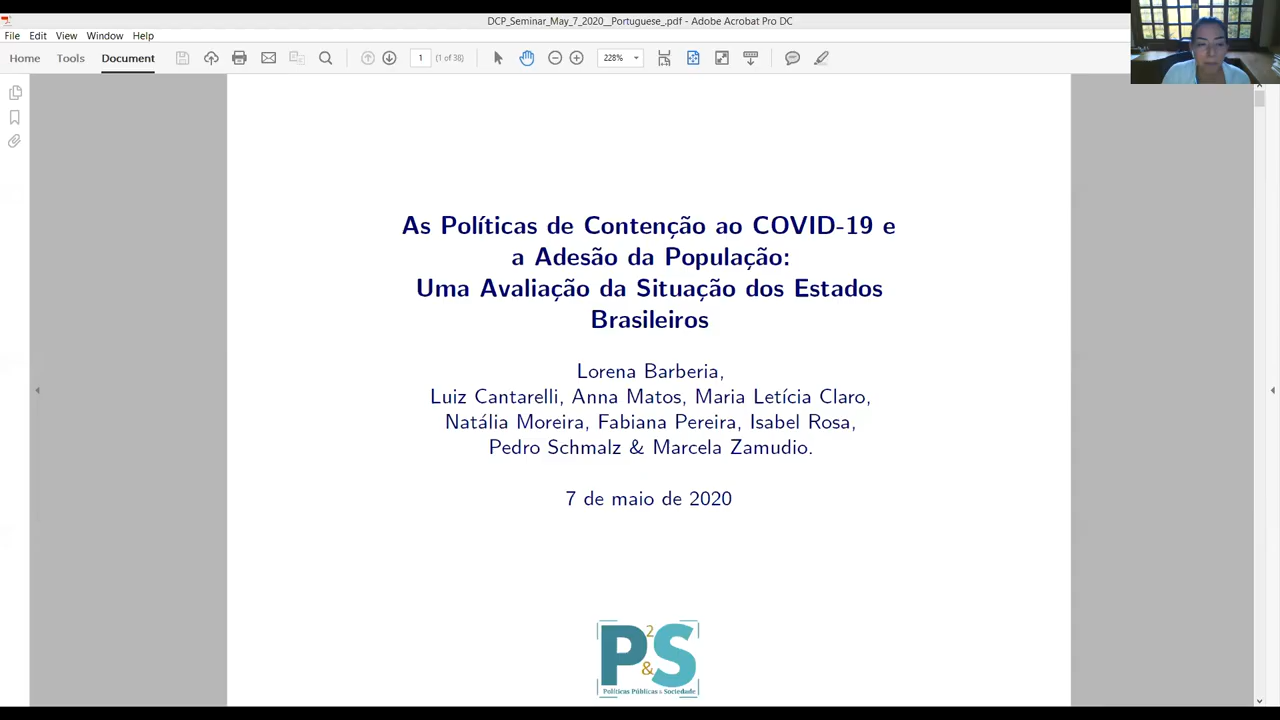 DCP_Seminar_May_7_2020__Portuguese_.pdf - Adobe Acrobat Pro DC
File Edit View Window Help
Home Tools Document 1 (1 of 38) 228%
As Políticas de Contenção ao COVID-19 e
a Adesão da População:
Uma Avaliação da Situação dos Estados
Brasileiros
Lorena Barberia,
Luiz Cantarelli, Anna Matos, Maria Letícia Claro,
Natália Moreira, Fabiana Pereira, Isabel Rosa,
Pedro Schmalz & Marcela Zamudio.
7 de maio de 2020
P2&S
Políticas Públicas & Sociedade